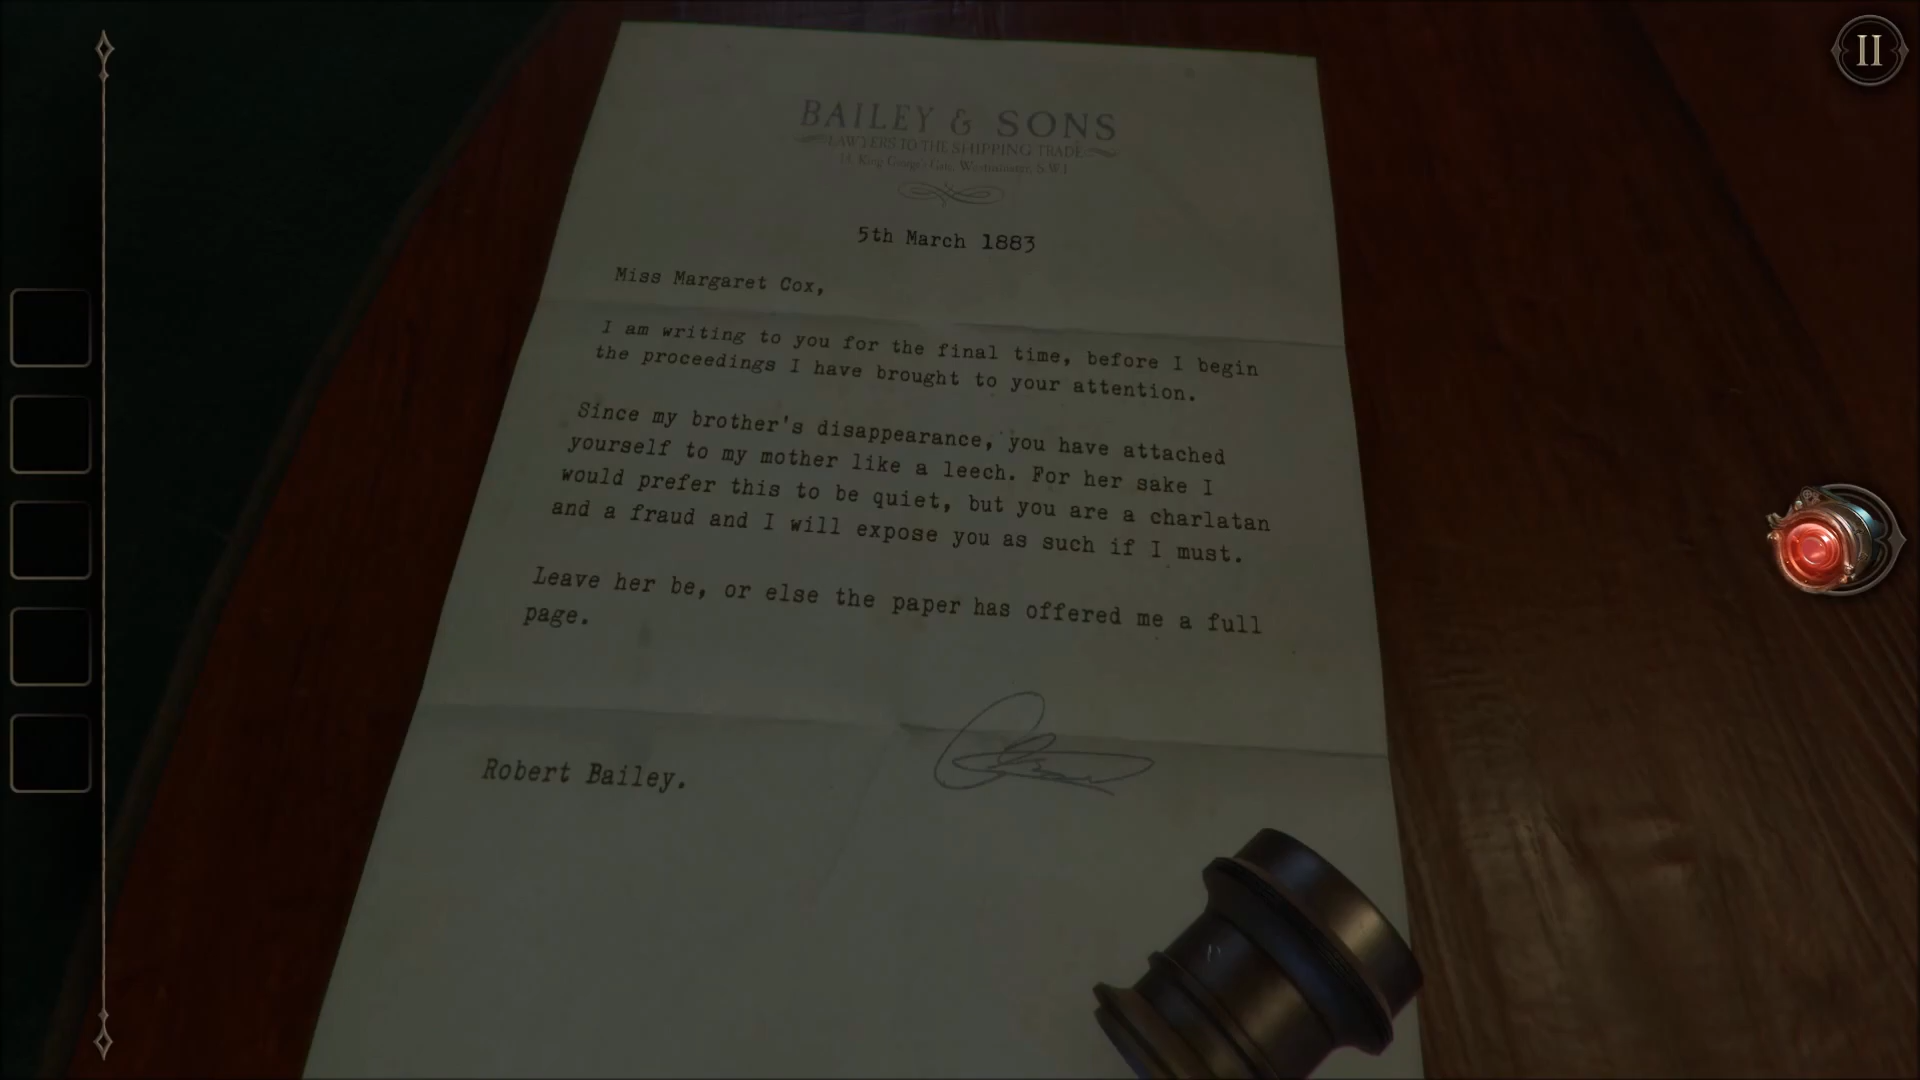 BAILEY & SONS
LAWYERS TO THE SHIPPING TRADE
Westminster, S.W.1
5th March 1883
Miss Margaret Cox,
I am writing to you for the final time, before I begin
the proceedings I have brought to your attention.
Since my brother's disappearance, you have attached
yourself to my mother like a leech. For her sake I
would prefer this to be quiet, but you are a charlatan
and a fraud and I will expose you as such if I must.
Leave her be, or else the paper has offered me a full
page.
Robert Bailey.